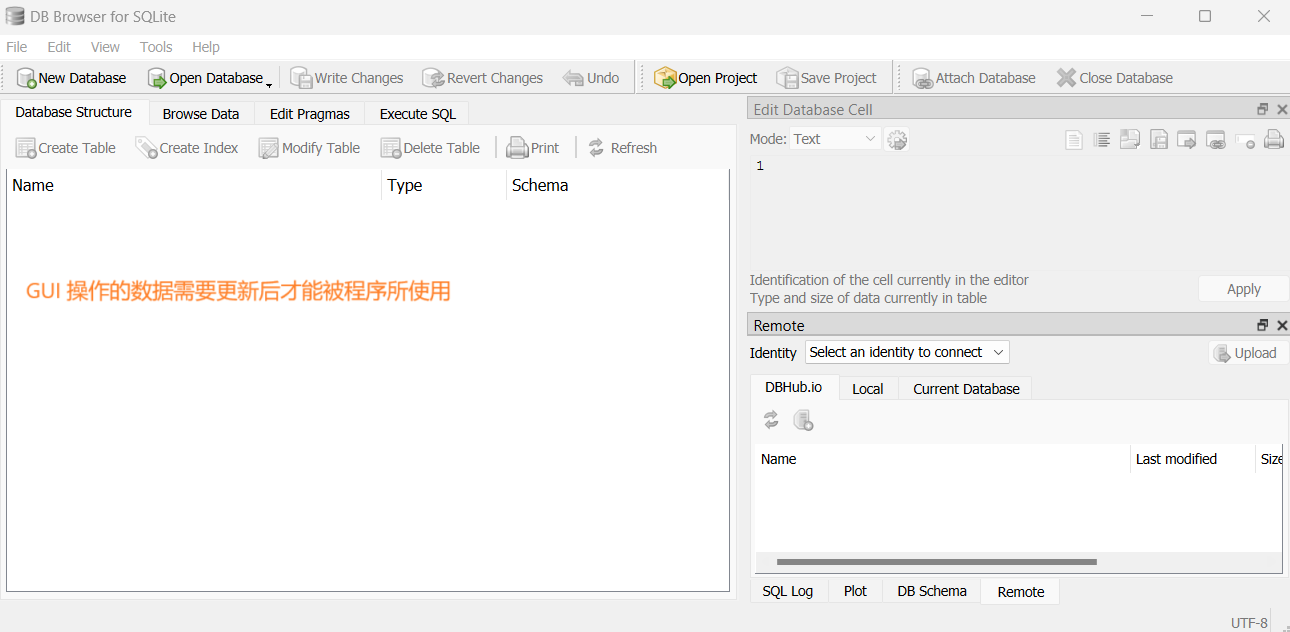 DB Browser for SQLite
File Edit View Tools Help
New Database Open Database Write Changes Revert Changes Undo Open Project Save Project Attach Database Close Database
Database Structure Browse Data Edit Pragmas Execute SQL
Create Table Create Index Modify Table Delete Table Print Refresh
Name Type Schema
GUI 操作的数据需要更新后才能被程序所使用
Edit Database Cell
Mode: Text
1
Identification of the cell currently in the editor
Type and size of data currently in table
Apply
Remote
Identity Select an identity to connect Upload
DBHub.io Local Current Database
Name Last modified Size
SQL Log Plot DB Schema Remote
UTF-8